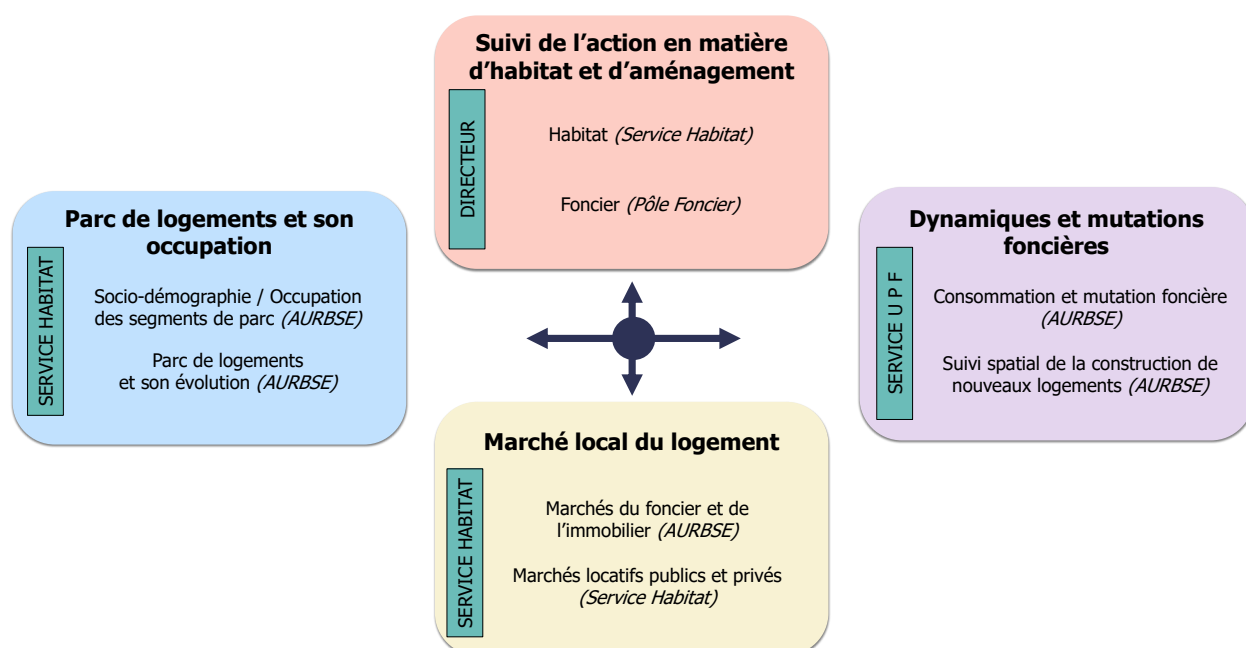 Suivi de l’action en matière
d’habitat et d’aménagement
DIRECTEUR
Habitat (Service Habitat)
Foncier (Pôle Foncier)
Parc de logements et son
occupation
SERVICE HABITAT
Socio-démographie / Occupation
des segments de parc (AURBSE)
Parc de logements
et son évolution (AURBSE)
Dynamiques et mutations
foncières
SERVICE U P F
Consommation et mutation foncière
(AURBSE)
Suivi spatial de la construction de
nouveaux logements (AURBSE)
Marché local du logement
SERVICE HABITAT
Marchés du foncier et de
l’immobilier (AURBSE)
Marchés locatifs publics et privés
(Service Habitat)